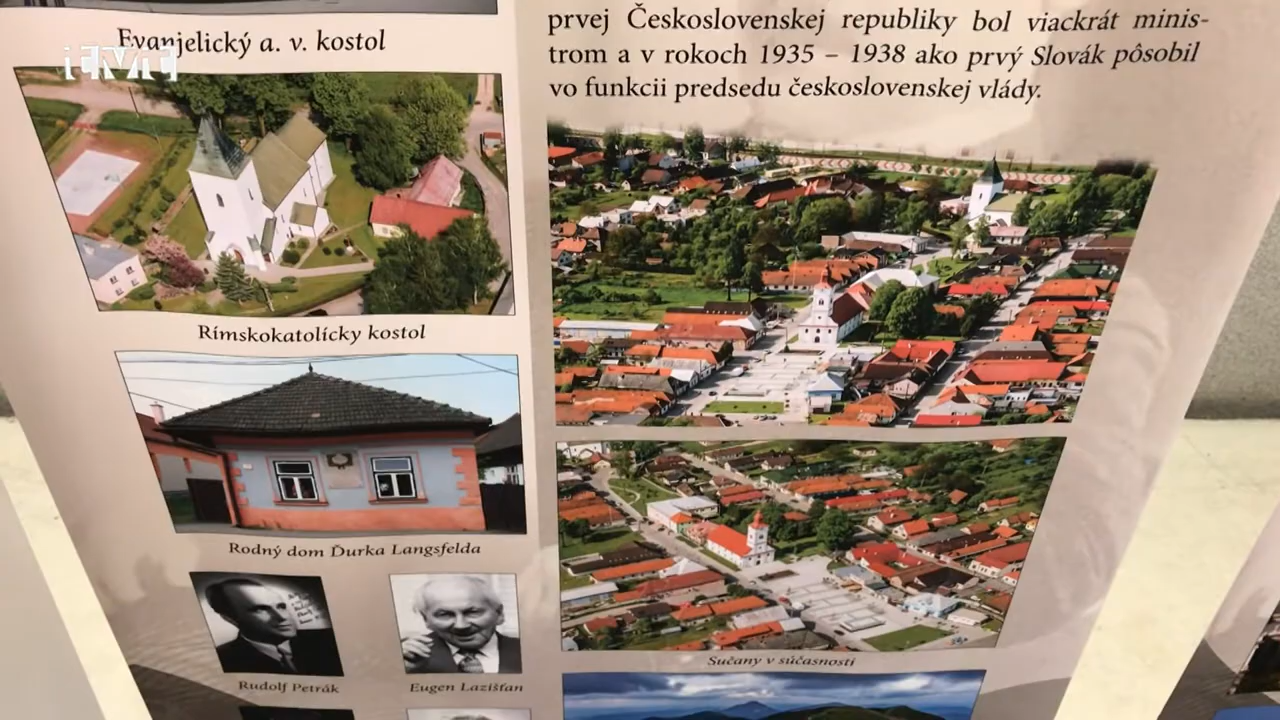 Evanjelický a. v. kostol
Rímskokatolícky kostol
Rodný dom Ďurka Langsfelda
Rudolf Petrák
Eugen Lazišťan
prvej Československej republiky bol viackrát minis-
trom a v rokoch 1935 – 1938 ako prvý Slovák pôsobil
vo funkcii predsedu československej vlády.
Sučany v súčasnosti